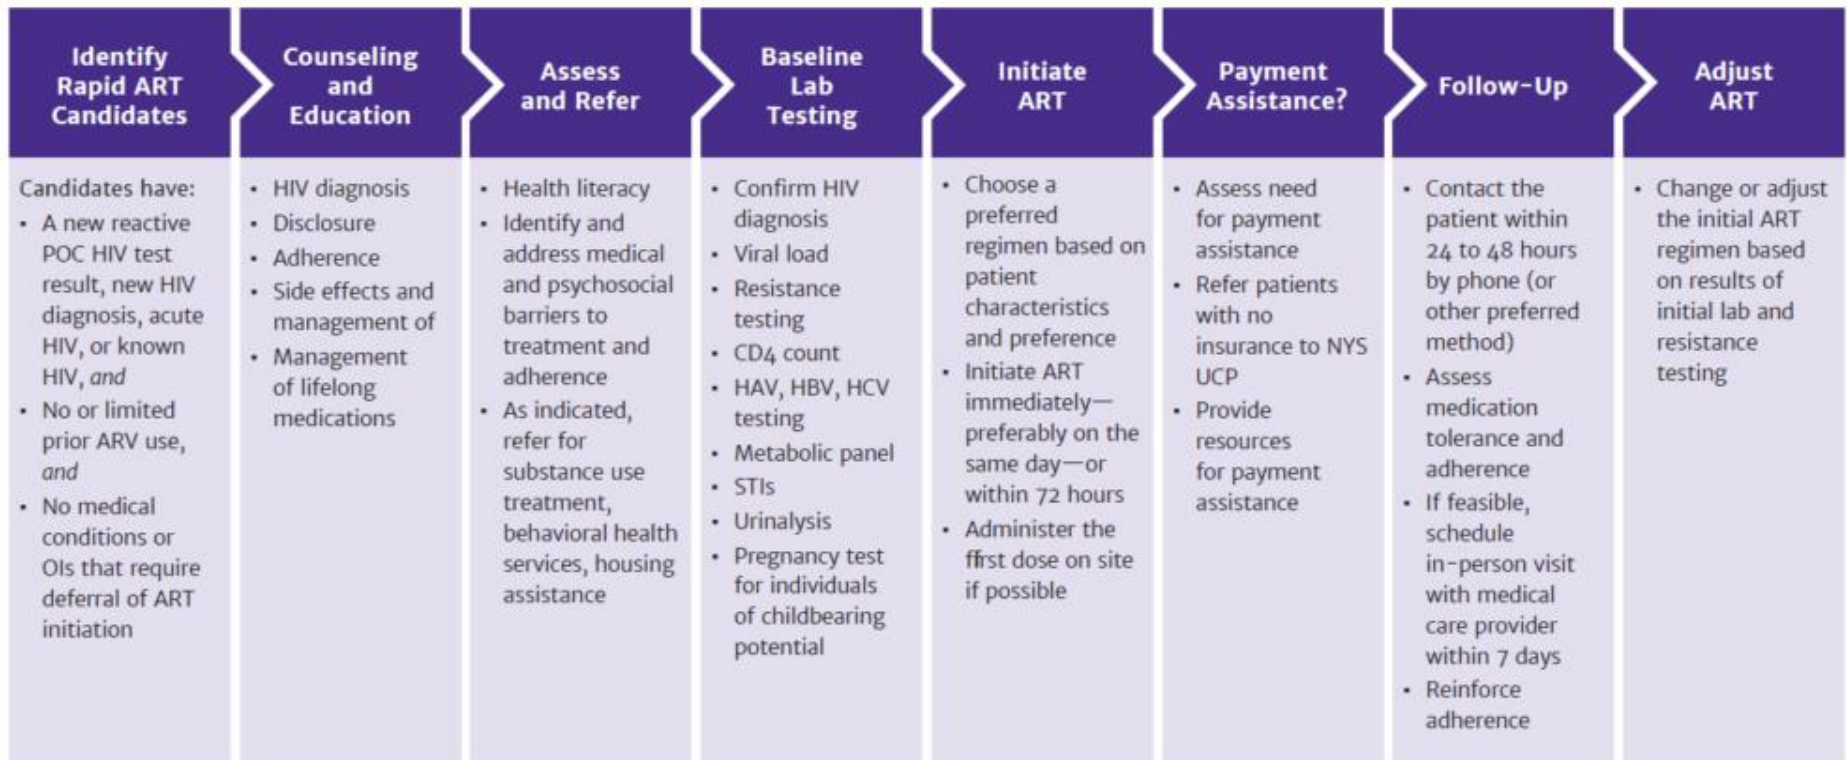 Identify
Rapid ART
Candidates
Candidates have:
• A new reactive
POC HIV test
result, new HIV
diagnosis, acute
HIV, or known
HIV, and
• No or limited
prior ARV use,
and
• No medical
conditions or
OIs that require
deferral of ART
initiation
Counseling
and
Education
• HIV diagnosis
• Disclosure
• Adherence
• Side effects and
management of
• Management
of lifelong
medications
Assess
and Refer
• Health literacy
• Identify and
address medical
and psychosocial
barriers to
treatment and
adherence
• As indicated,
refer for
substance use
treatment,
behavioral health
services, housing
assistance
Baseline
Lab
Testing
• Confirm HIV
diagnosis
• Viral load
• Resistance
testing
• CD4 count
• HAV, HBV, HCV
testing
• Metabolic panel
• STIs
• Urinalysis
• Pregnancy test
for individuals
of childbearing
potential
Initiate
ART
• Choose a
preferred
regimen based on
patient
characteristics
and preference
• Initiate ART
immediately—
preferably on the
same day—or
within 72 hours
• Administer the
ffirst dose on site
if possible
Payment
Assistance?
• Assess need
for payment
assistance
• Refer patients
with no
insurance to NYS
UCP
• Provide
resources
for payment
assistance
Follow-Up
• Contact the
patient within
24 to 48 hours
by phone (or
other preferred
method)
• Assess
medication
tolerance and
adherence
• If feasible,
schedule
in-person visit
with medical
care provider
within 7 days
• Reinforce
adherence
Adjust
ART
• Change or adjust
the initial ART
regimen based
on results of
initial lab and
resistance
testing